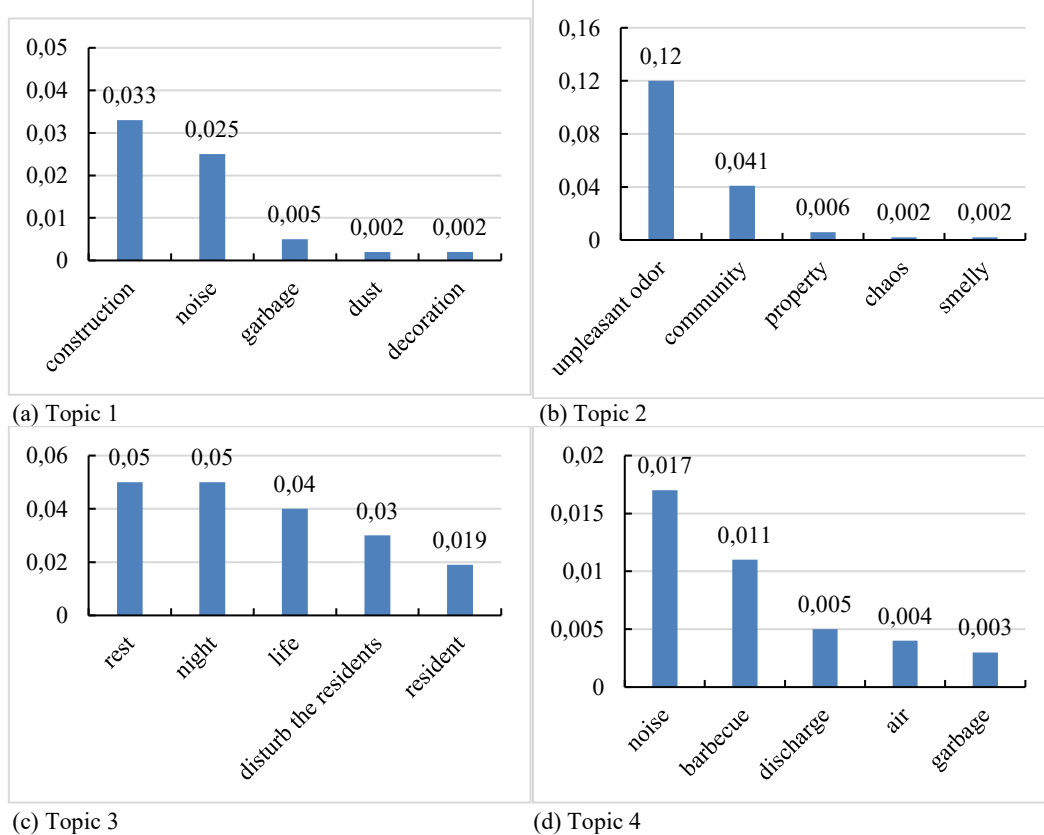 0,05
0,04
0,03
0,02
0,01
0
0,033
0,025
0,005
0,002
0,002
construction
noise
garbage
dust
decoration
(a) Topic 1
0,16
0,12
0,08
0,04
0
0,12
0,041
0,006
0,002
0,002
unpleasant odor
community
property
chaos
smelly
(b) Topic 2
0,06
0,04
0,02
0
0,05
0,05
0,04
0,03
0,019
rest
night
life
disturb the residents
resident
(c) Topic 3
0,02
0,015
0,01
0,005
0
0,017
0,011
0,005
0,004
0,003
noise
barbecue
discharge
air
garbage
(d) Topic 4